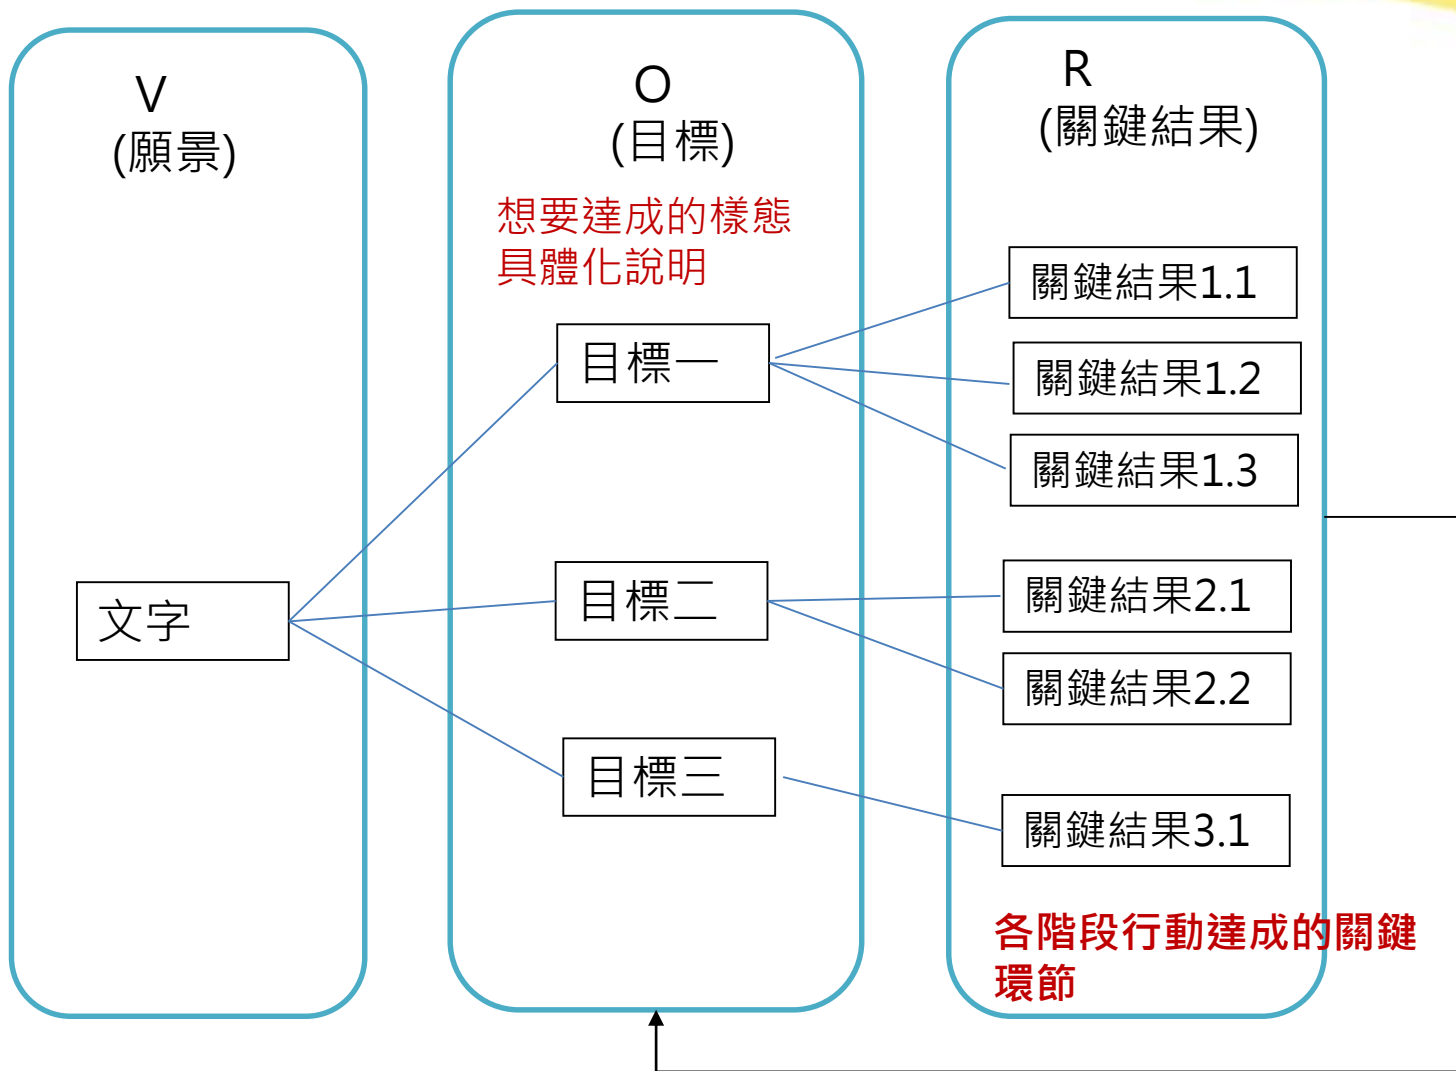 V
(願景)
文字
O
(目標)
想要達成的樣態
具體化說明
目標一
目標二
目標三
R
(關鍵結果)
關鍵結果1.1
關鍵結果1.2
關鍵結果1.3
關鍵結果2.1
關鍵結果2.2
關鍵結果3.1
各階段行動達成的關鍵
環節